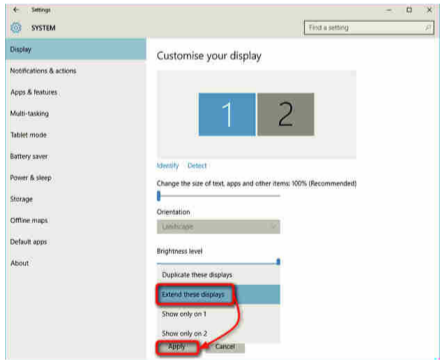 Settings
SYSTEM
Find a setting
Display
Notifications & actions
Apps & features
Multi-tasking
Tablet mode
Battery saver
Power & sleep
Storage
Offline maps
Default apps
About
Customise your display
1 2
Identify Detect
Change the size of text, apps and other items: 100% (Recommended)
Orientation
Landscape
Brightness level
Duplicate these displays
Extend these displays
Show only on 1
Show only on 2
Apply Cancel